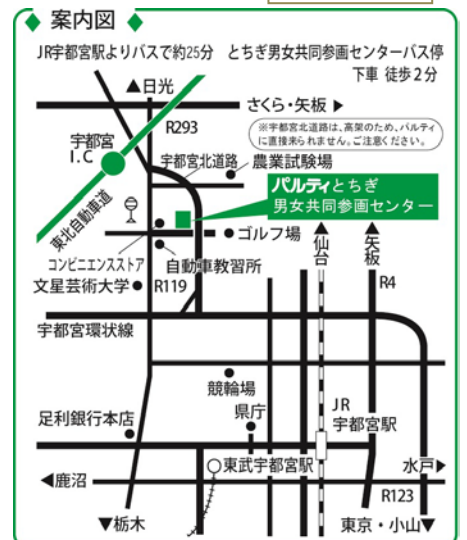 案内図
JR宇都宮駅よりバスで約25分　とちぎ男女共同参画センターバス停
下車 徒歩2分
▲日光
さくら・矢板▶
R293
※宇都宮北道路は、高架のため、パルティ
に直接来られません。ご注意ください。
宇都宮
I.C
宇都宮北道路
農業試験場
パルティとちぎ
男女共同参画センター
東北自動車道
ゴルフ場
▲仙台
▲矢板
コンビニエンスストア
自動車教習所
文星芸術大学
R119
R4
宇都宮環状線
競輪場
県庁
JR
宇都宮駅
足利銀行本店
東武宇都宮駅
水戸▶
◀鹿沼
R123
▼栃木
東京・小山▼